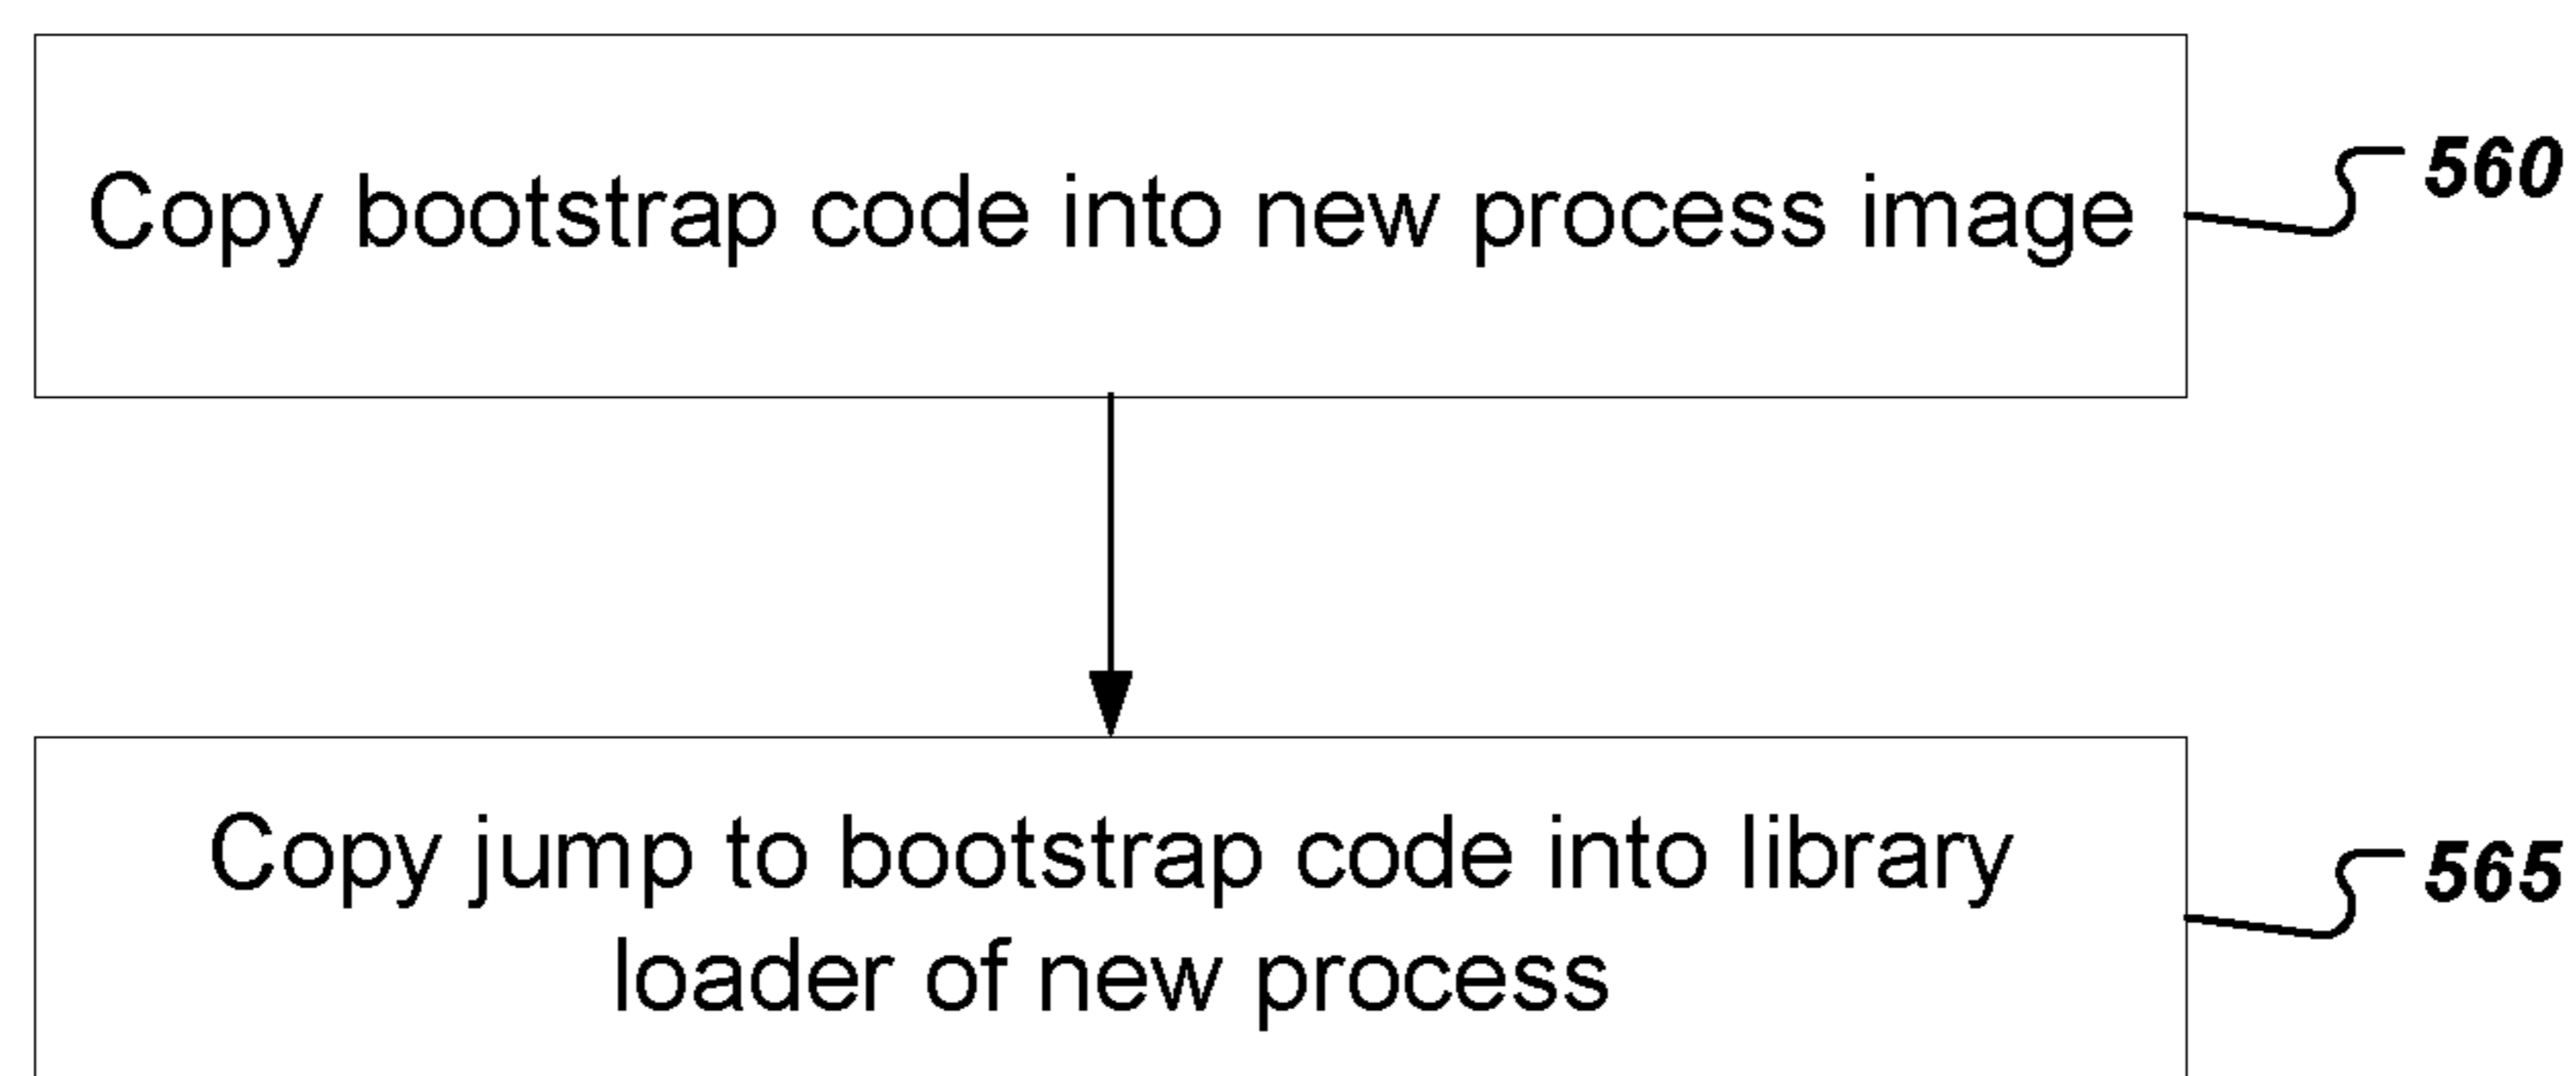 Copy bootstrap code into new process image
560
Copy jump to bootstrap code into library
loader of new process
565